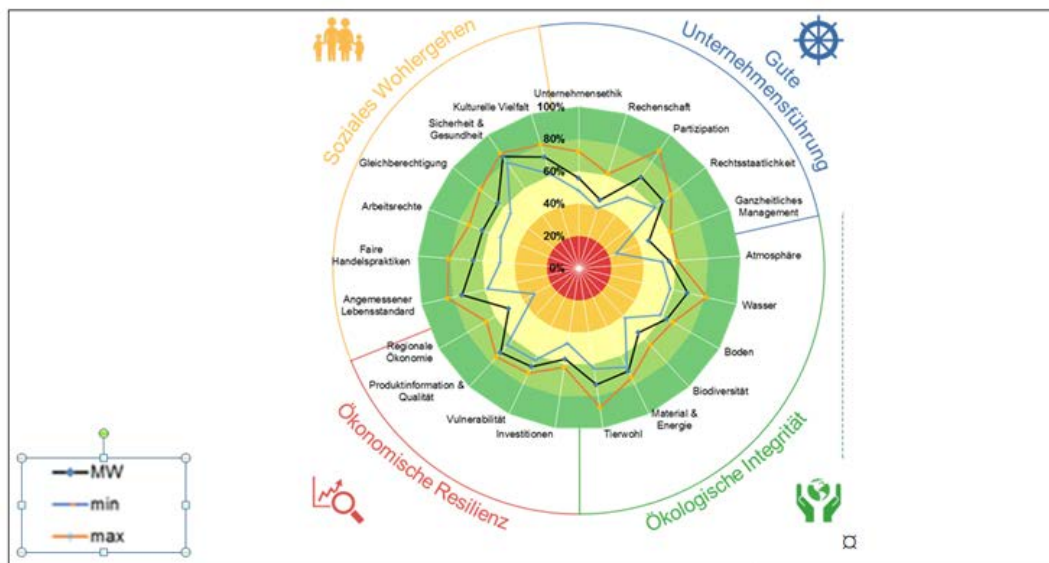 Soziales Wohlergehen
Gute
Unternehmensführung
Unternehmensethik
Kulturelle Vielfalt
100%
Rechenschaft
Sicherheit &
Gesundheit
Partizipation
80%
Gleichberechtigung
Rechtsstaatlichkeit
60%
Arbeitsrechte
Ganzheitliches
Management
40%
20%
Faire
Handelspraktiken
Atmosphäre
0%
Angemessener
Lebensstandard
Wasser
Regionale
Ökonomie
Boden
Produktinformation &
Qualität
Biodiversität
Vulnerabilität
Material &
Energie
Investitionen
Tierwohl
Ökonomische Resilienz
Ökologische Integrität
MW
min
max
¤